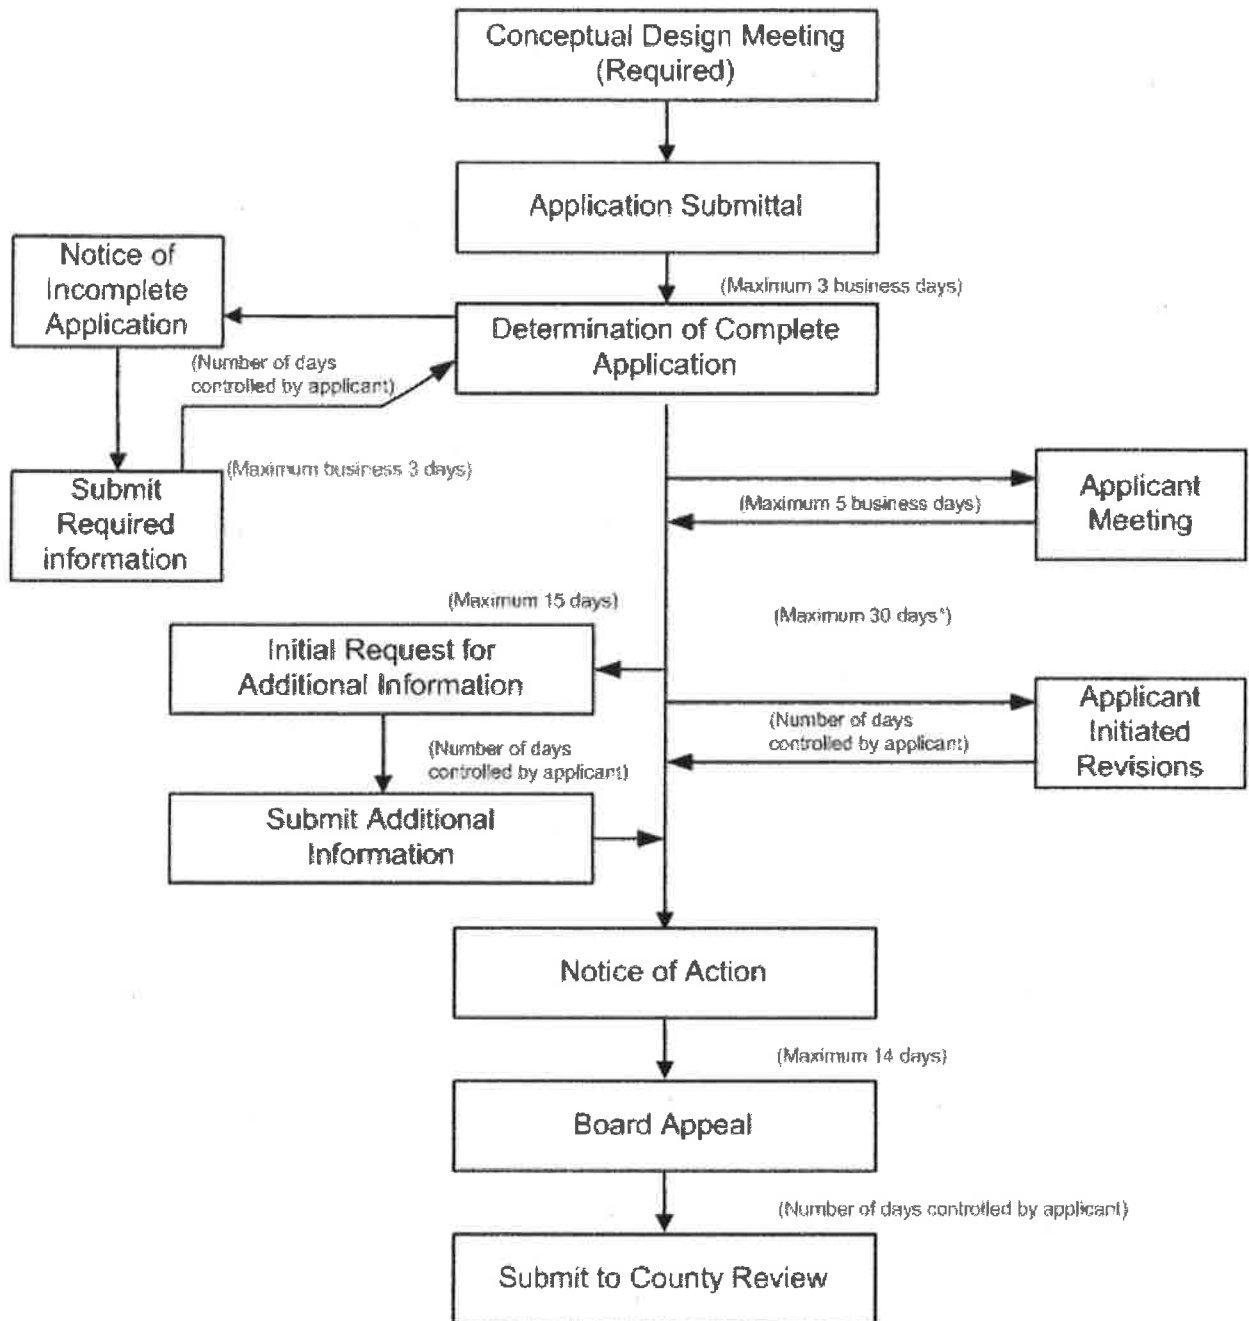 Conceptual Design Meeting
(Required)
Application Submittal
(Maximum 3 business days)
Notice of
Incomplete
Application
Determination of Complete
Application
(Number of days
controlled by applicant)
(Maximum business 3 days)
Submit
Required
information
Applicant
Meeting
(Maximum 5 business days)
(Maximum 15 days)
(Maximum 30 days*)
Initial Request for
Additional Information
Applicant
Initiated
Revisions
(Number of days
controlled by applicant)
(Number of days
controlled by applicant)
Submit Additional
Information
Notice of Action
(Maximum 14 days)
Board Appeal
(Number of days controlled by applicant)
Submit to County Review